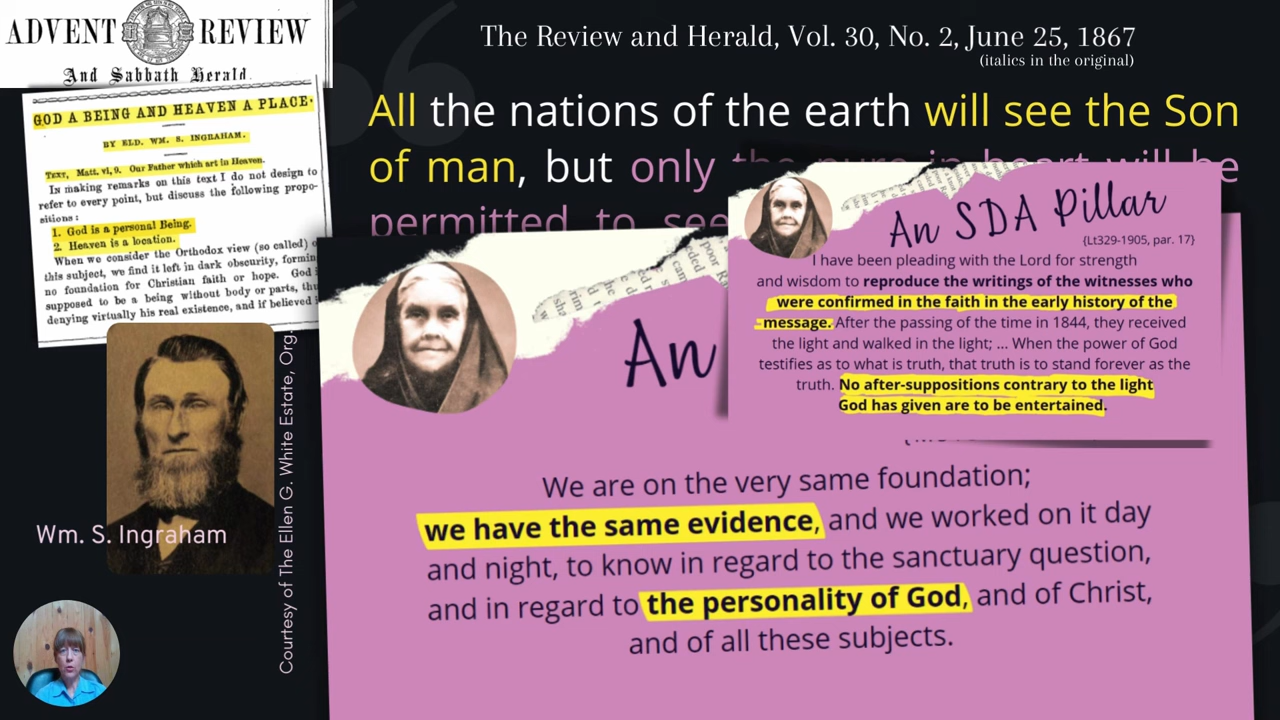 ADVENT REVIEW
And Sabbath Herald.
GOD A BEING AND HEAVEN A PLACE.
BY ELD. WM. S. INGRAHAM.
TEXT, Matt. vi, 9. Our Father which art in Heaven.
In making remarks on this text I do not design to
refer to every point, but discuss the following propo-
sitions :
1. God is a personal Being.
2. Heaven is a location.
When we consider the Orthodox view (so called) o
this subject, we find it left in dark obscurity, forming
no foundation for Christian faith or hope. God i
supposed to be a being without body or parts, thu
denying virtually his real existence, and if believed i
Wm. S. Ingraham
Courtesy of The Ellen G. White Estate, Org.
The Review and Herald, Vol. 30, No. 2, June 25, 1867
(italics in the original)
All the nations of the earth will see the Son
of man, but only the pure in heart will be
permitted to see
An SDA Pillar
{Lt329-1905, par. 17}
I have been pleading with the Lord for strength
and wisdom to reproduce the writings of the witnesses who
were confirmed in the faith in the early history of the
message. After the passing of the time in 1844, they received
the light and walked in the light; ... When the power of God
testifies as to what is truth, that truth is to stand forever as the
truth. No after-suppositions contrary to the light
God has given are to be entertained.
An
We are on the very same foundation;
we have the same evidence, and we worked on it day
and night, to know in regard to the sanctuary question,
and in regard to the personality of God, and of Christ,
and of all these subjects.